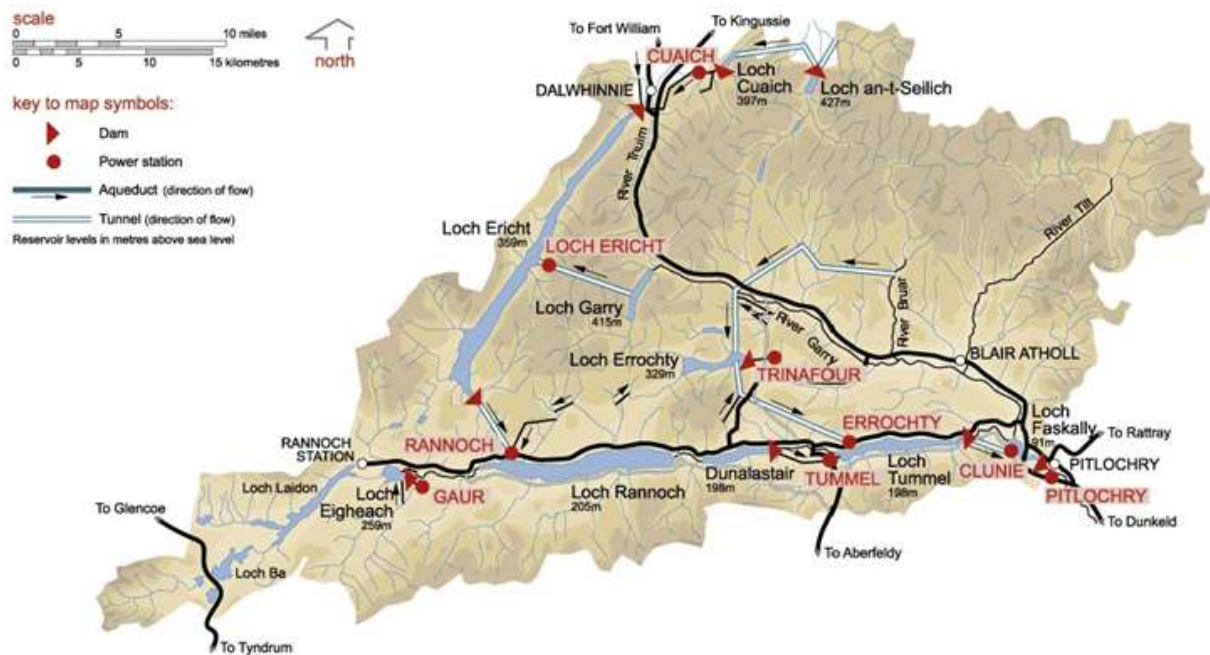 scale
0 5 10 miles
0 5 10 15 kilometres
north
key to map symbols:
Dam
Power station
Aqueduct (direction of flow)
Tunnel (direction of flow)
Reservoir levels in metres above sea level
To Fort William
To Kingussie
CUAICH
DALWHINNIE
Loch
Cuaich
397m
Loch an-t-Seilich
427m
River Truim
Loch Ericht
359m
LOCH ERICHT
River Tilt
Loch Garry
415m
River Garry
River Bruar
Loch Errochty
329m
TRINAFOUR
BLAIR ATHOLL
ERROCHTY
Loch
Faskally
91m
To Rattray
RANNOCH
STATION
RANNOCH
PITLOCHRY
CLUNIE
Dunalastair
198m
TUMMEL
Loch
Tummel
198m
PITLOCHRY
Loch Laidon
Loch
Eigheach
259m
GAUR
Loch Rannoch
205m
To Dunkeld
To Glencoe
To Aberfeldy
Loch Ba
To Tyndrum